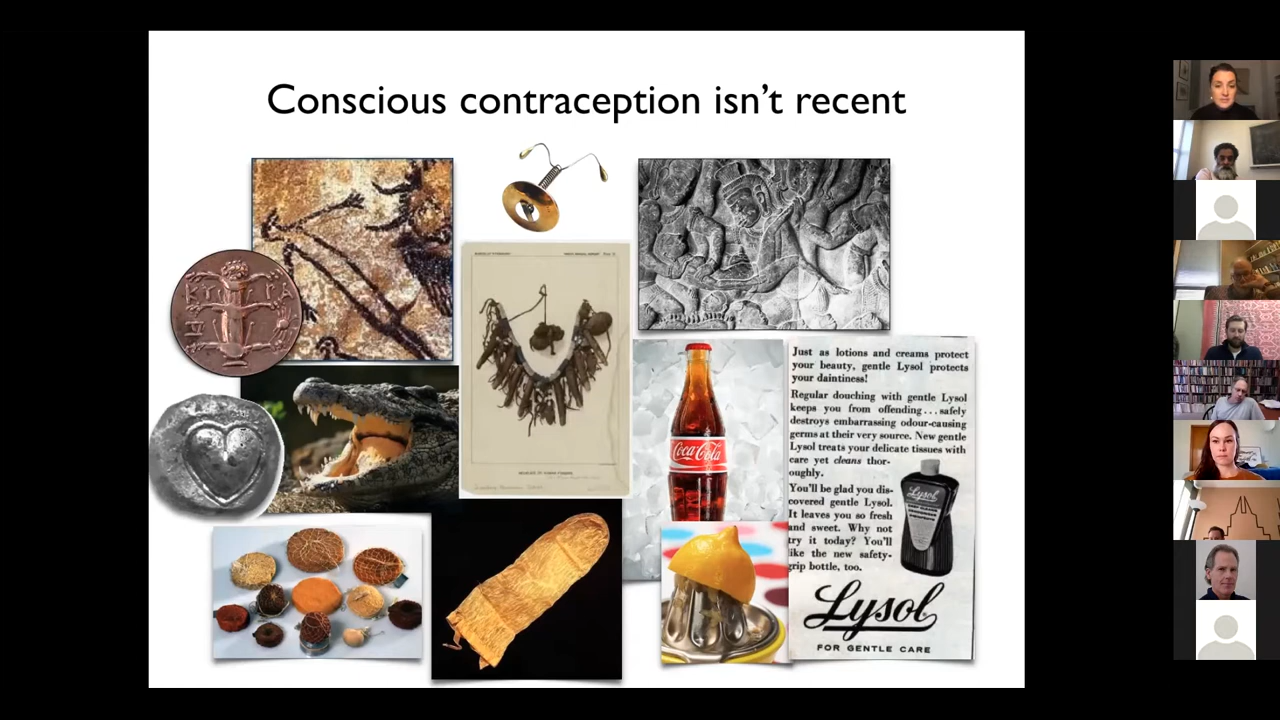 Conscious contraception isn't recent
Coca-Cola
Just as lotions and creams protect
your beauty, gentle Lysol protects
your daintiness!
Regular douching with gentle Lysol
keeps you from offending ... safely
destroys embarrassing odour-causing
germs at their very source. New gentle
Lysol treats your delicate tissues with
care yet cleans thor-
oughly.
You'll be glad you dis-
covered gentle Lysol.
It leaves you so fresh
and sweet. Why not
try it today? You'll
like the new safety-
grip bottle, too.
Lysol
Lysol
FOR GENTLE CARE